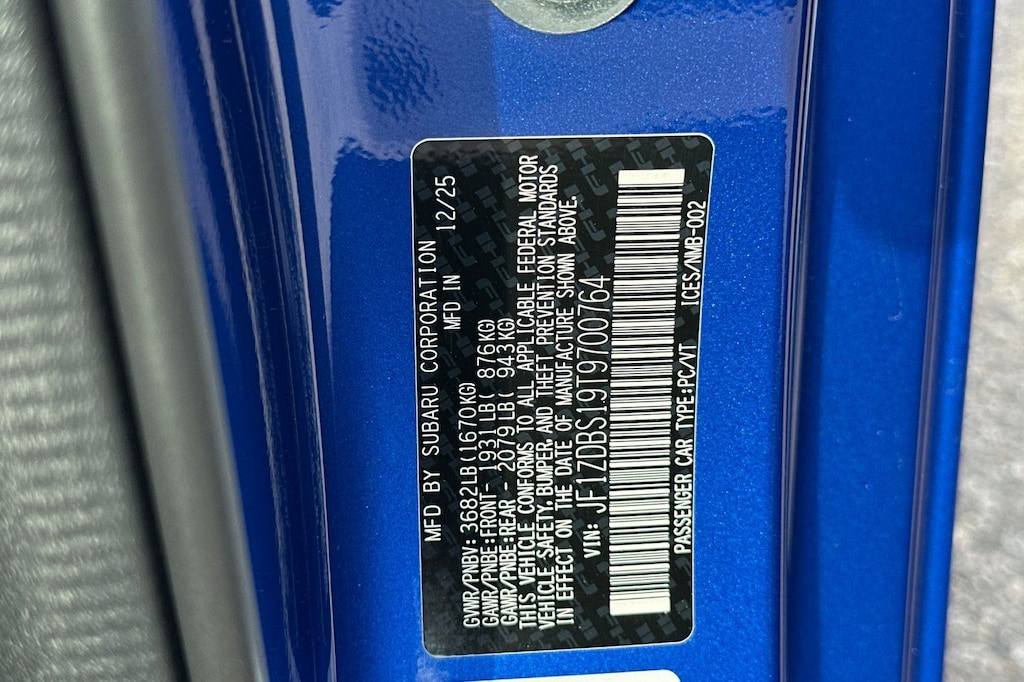 MFD BY SUBARU CORPORATION
MFD IN 12/25
GVWR/PNBV: 3682LB(1670KG)
GAWR/PNBE:FRONT- 1931LB( 876KG)
GAWR/PNBE:REAR - 2079LB( 943KG)
THIS VEHICLE CONFORMS TO ALL APPLICABLE FEDERAL MOTOR
VEHICLE SAFETY, BUMPER, AND THEFT PREVENTION STANDARDS
IN EFFECT ON THE DATE OF MANUFACTURE SHOWN ABOVE.
VIN: JF1ZDBS19T9700764
PASSENGER CAR TYPE:PC/VT ICES/NMB-002